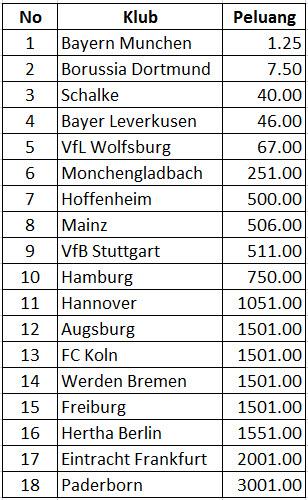 No Klub Peluang
1 Bayern Munchen 1.25
2 Borussia Dortmund 7.50
3 Schalke 40.00
4 Bayer Leverkusen 46.00
5 VfL Wolfsburg 67.00
6 Monchengladbach 251.00
7 Hoffenheim 500.00
8 Mainz 506.00
9 VfB Stuttgart 511.00
10 Hamburg 750.00
11 Hannover 1051.00
12 Augsburg 1501.00
13 FC Koln 1501.00
14 Werden Bremen 1501.00
15 Freiburg 1501.00
16 Hertha Berlin 1551.00
17 Eintracht Frankfurt 2001.00
18 Paderborn 3001.00